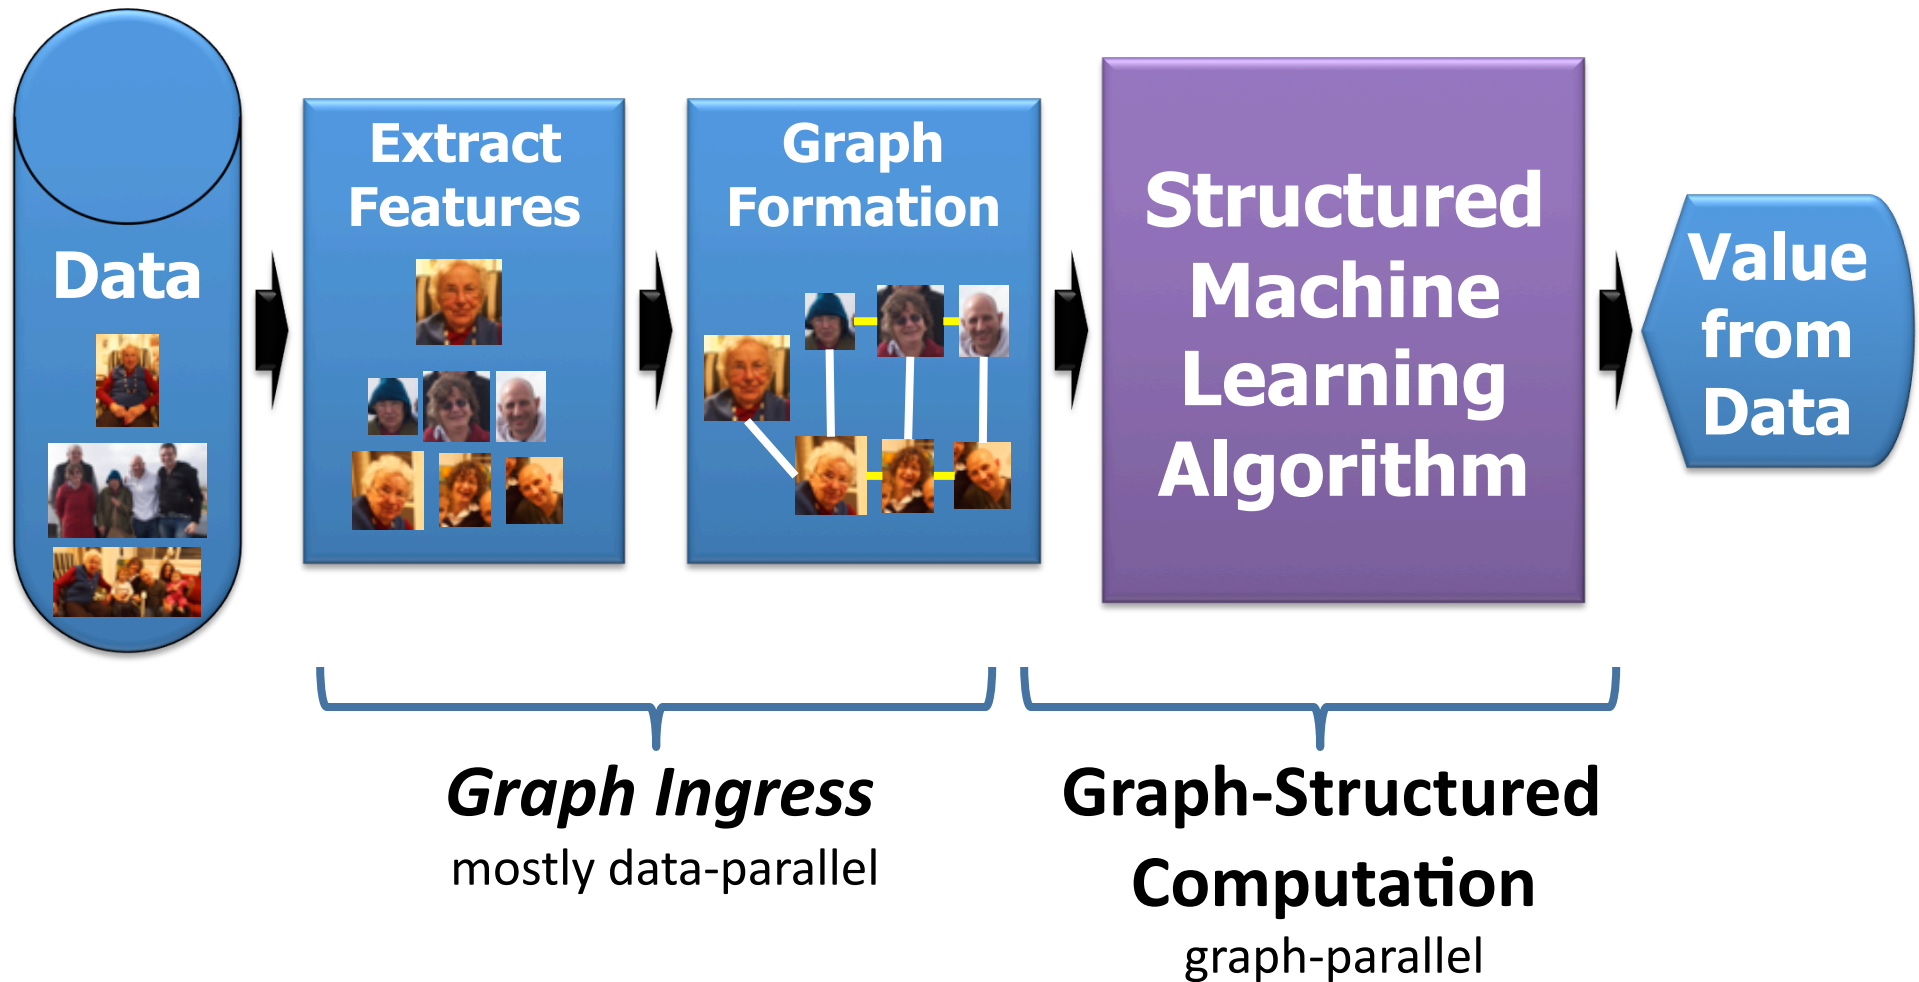 Data
Extract
Features
Graph
Formation
Structured
Machine
Learning
Algorithm
Value
from
Data
Graph Ingress
mostly data-parallel
Graph-Structured
Computation
graph-parallel